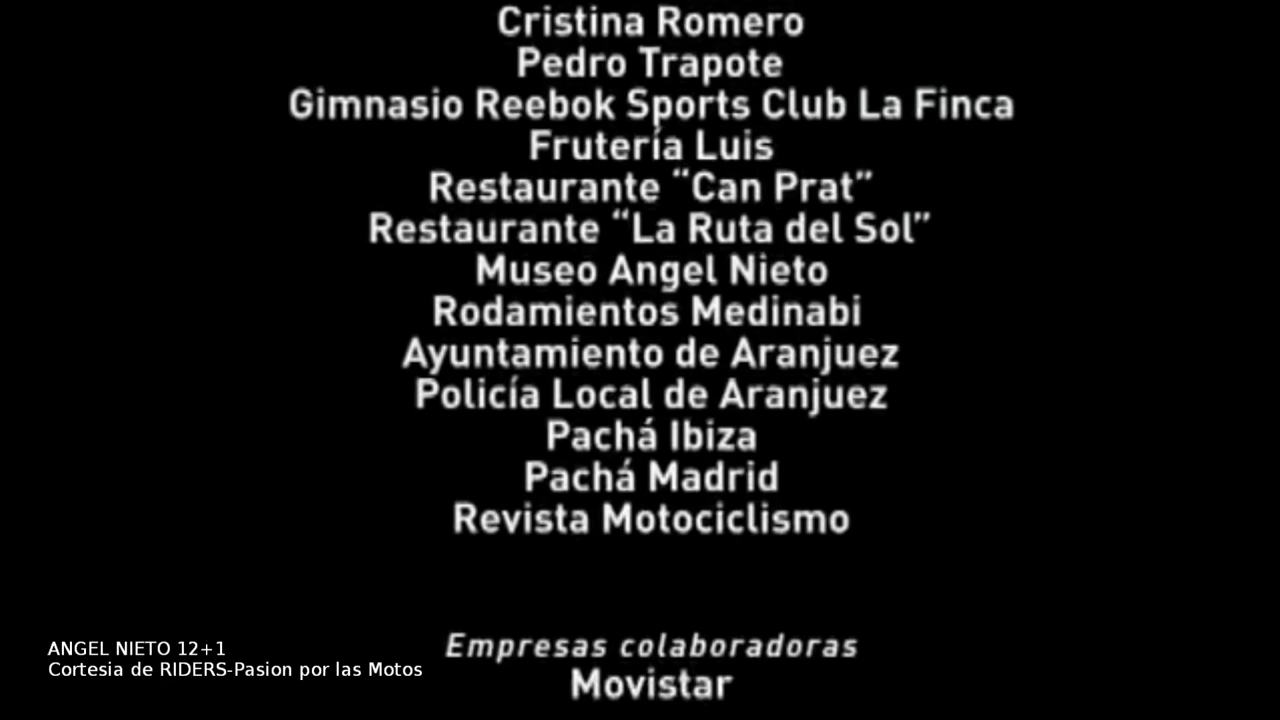 Cristina Romero
Pedro Trapote
Gimnasio Reebok Sports Club La Finca
Frutería Luis
Restaurante “Can Prat”
Restaurante “La Ruta del Sol”
Museo Angel Nieto
Rodamientos Medinabi
Ayuntamiento de Aranjuez
Policía Local de Aranjuez
Pachá Ibiza
Pachá Madrid
Revista Motociclismo
Empresas colaboradoras
Movistar
ANGEL NIETO 12+1
Cortesia de RIDERS-Pasion por las Motos